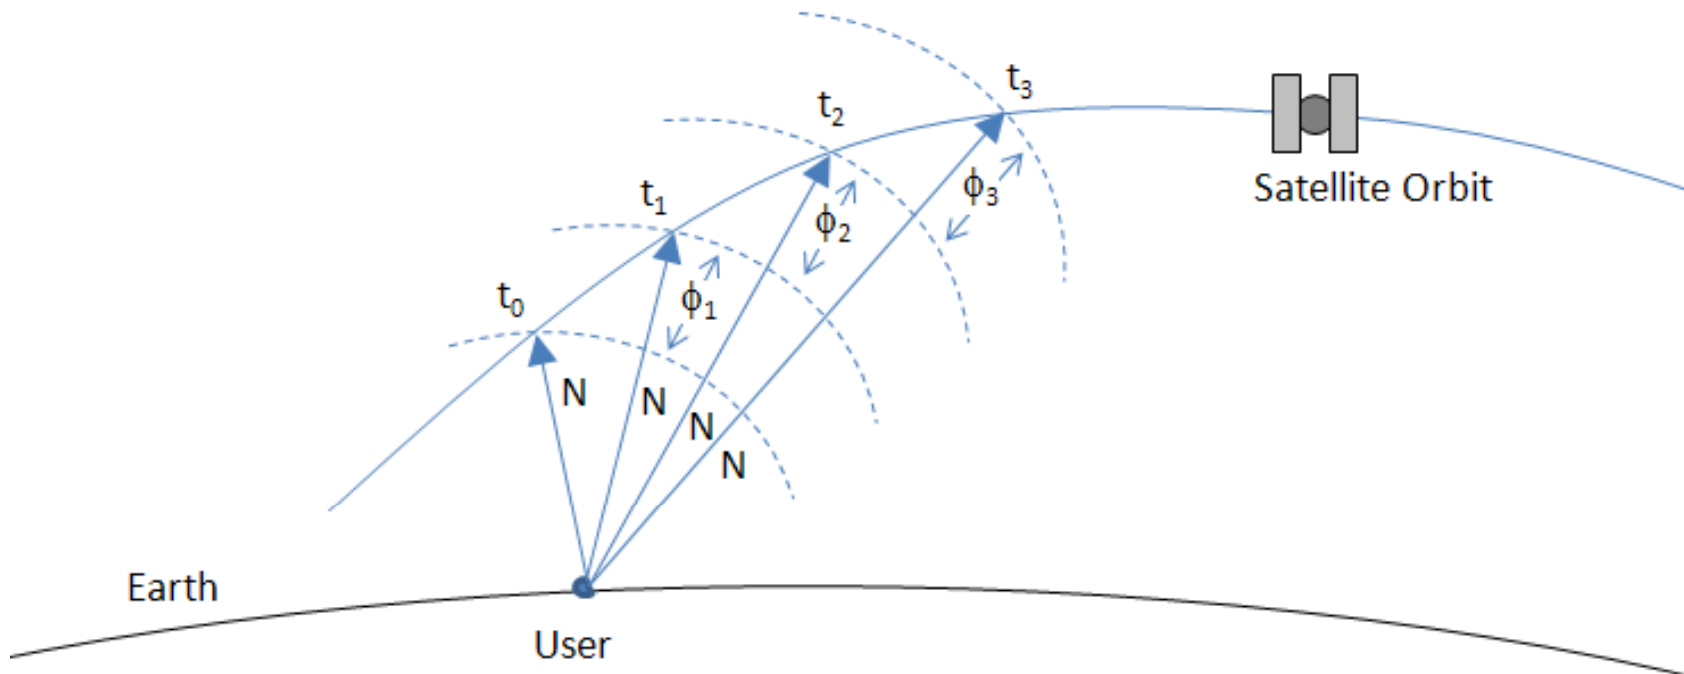 t₃
t₂
Satellite Orbit
ϕ₃
t₁
ϕ₂
t₀
ϕ₁
N
N
N
N
Earth
User